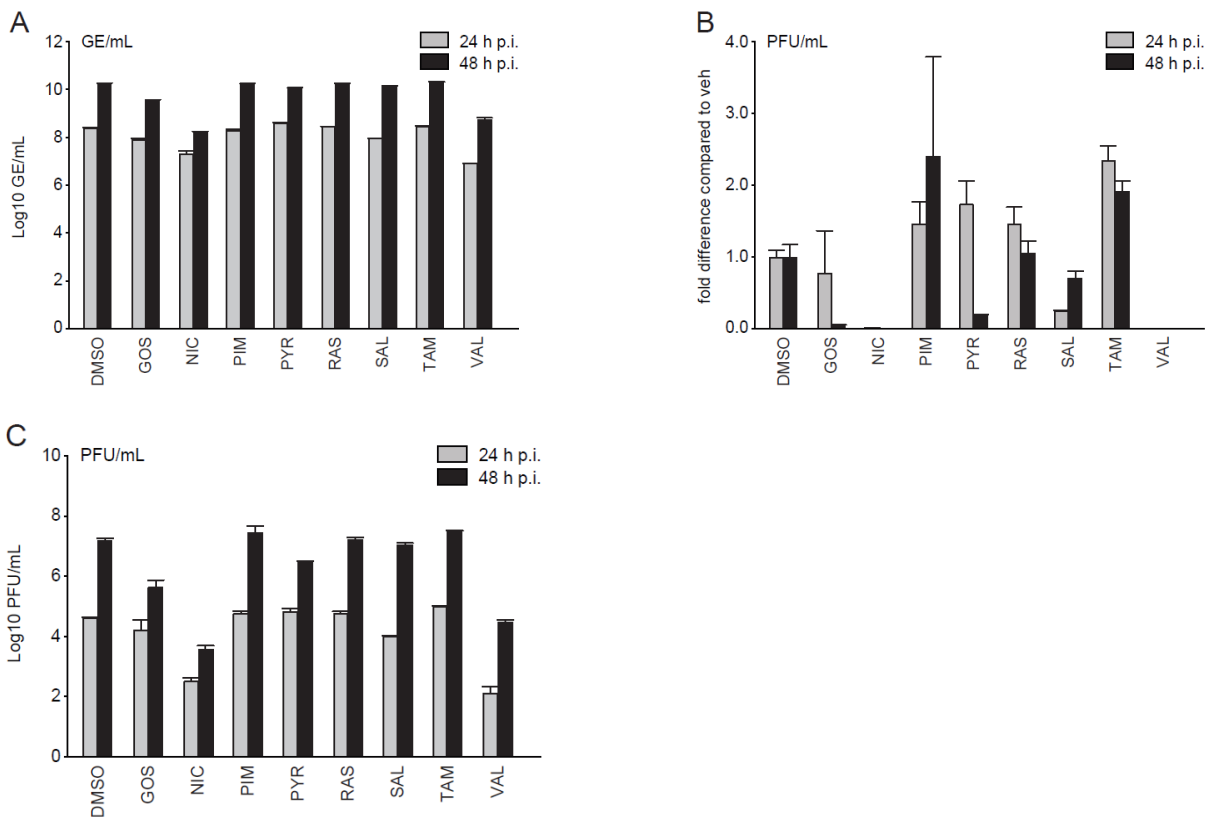 A
GE/mL
24 h p.i.
48 h p.i.
Log10 GE/mL
12
10
8
6
4
2
0
DMSO
GOS
NIC
PIM
PYR
RAS
SAL
TAM
VAL
B
PFU/mL
24 h p.i.
48 h p.i.
fold difference compared to veh
4.0
3.0
2.0
1.0
0.0
DMSO
GOS
NIC
PIM
PYR
RAS
SAL
TAM
VAL
C
PFU/mL
24 h p.i.
48 h p.i.
Log10 PFU/mL
10
8
6
4
2
0
DMSO
GOS
NIC
PIM
PYR
RAS
SAL
TAM
VAL